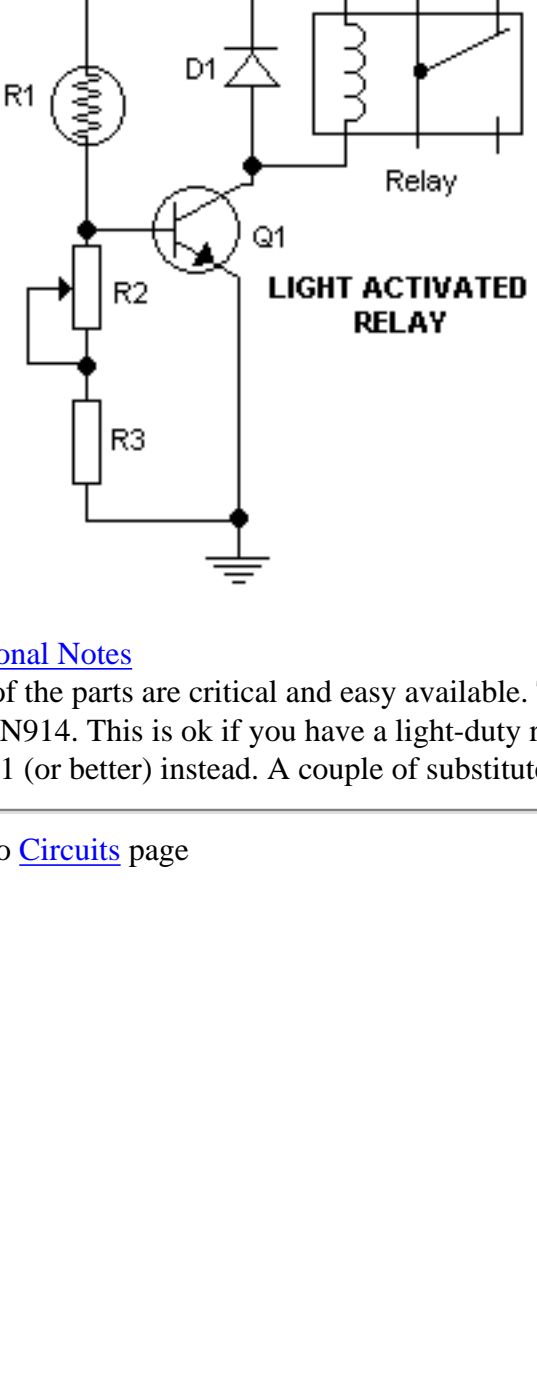 D1
R1
Relay
Q1
R2
LIGHT ACTIVATED
RELAY
R3
onal Notes
of the parts are critical and easy available.
N914. This is ok if you have a light-duty
1 (or better) instead. A couple of substitut
o Circuits page